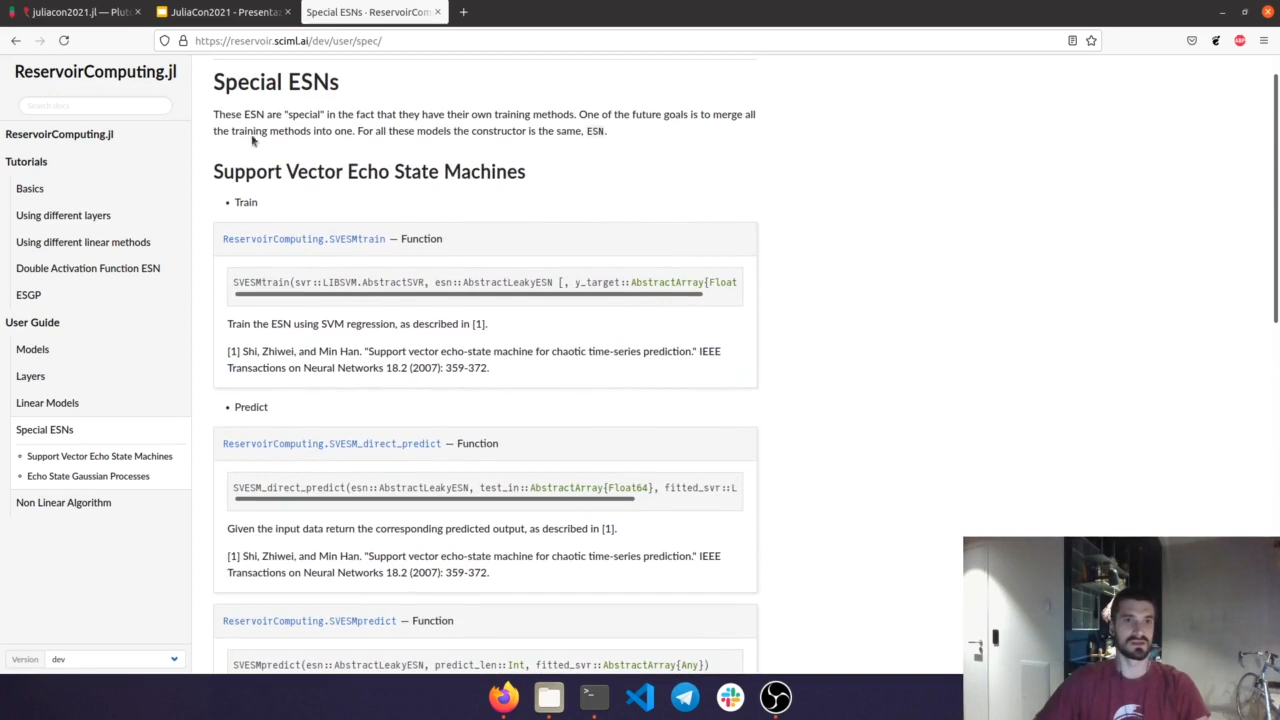 juliacon2021.jl — Plut
JuliaCon2021 - Presenta
Special ESNs · ReservoirCom
https://reservoir.sciml.ai/dev/user/spec/
ABP
ReservoirComputing.jl
Search docs
ReservoirComputing.jl
Tutorials
Basics
Using different layers
Using different linear methods
Double Activation Function ESN
ESGP
User Guide
Models
Layers
Linear Models
Special ESNs
Support Vector Echo State Machines
Echo State Gaussian Processes
Non Linear Algorithm
Version
dev
Special ESNs
These ESN are "special" in the fact that they have their own training methods. One of the future goals is to merge all
the training methods into one. For all these models the constructor is the same, ESN.
Support Vector Echo State Machines
• Train
ReservoirComputing.SVESMtrain — Function
SVESMtrain(svr::LIBSVM.AbstractSVR, esn::AbstractLeakyESN [, y_target::AbstractArray{Float
Train the ESN using SVM regression, as described in [1].
[1] Shi, Zhiwei, and Min Han. "Support vector echo-state machine for chaotic time-series prediction." IEEE
Transactions on Neural Networks 18.2 (2007): 359-372.
• Predict
ReservoirComputing.SVESM_direct_predict — Function
SVESM_direct_predict(esn::AbstractLeakyESN, test_in::AbstractArray{Float64}, fitted_svr::L
Given the input data return the corresponding predicted output, as described in [1].
[1] Shi, Zhiwei, and Min Han. "Support vector echo-state machine for chaotic time-series prediction." IEEE
Transactions on Neural Networks 18.2 (2007): 359-372.
ReservoirComputing.SVESMpredict — Function
SVESMpredict(esn::AbstractLeakyESN, predict_len::Int, fitted_svr::AbstractArray{Any})